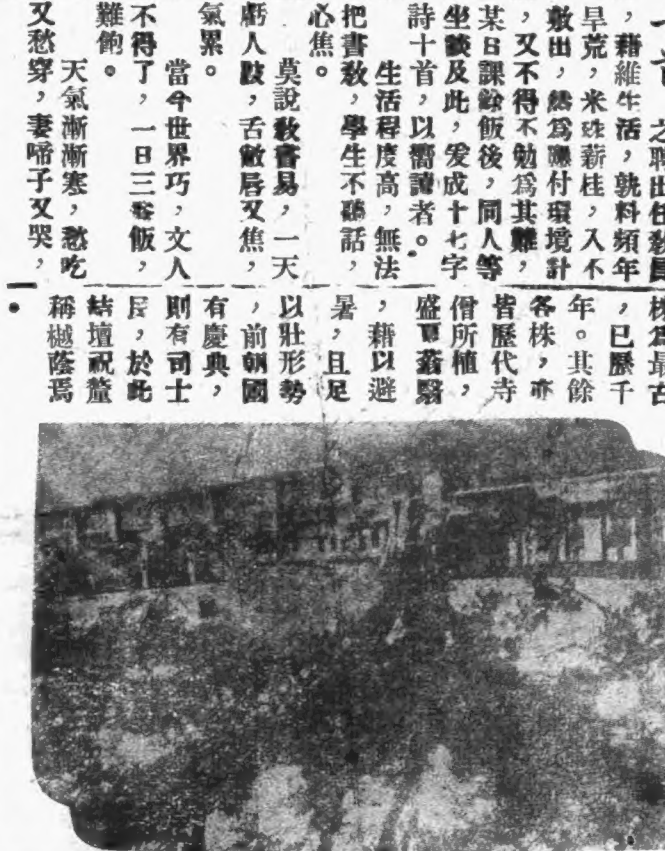 之聘出任教員
，藉維生活，孰料頻年
旱荒，米珠薪桂，入不
敷出，然爲應付環境計
，又不得不勉爲其難，
某日課餘飯後，同人等
坐談及此，爰成十七字
詩十首，以嚮讀者。
生活程度高，無法
把書教，學生不聽話，
心焦。
莫說教書易，一天
虧人，舌敝唇又焦，
氣累。
當今世界巧，文人
不得了，一日三餐飯，
難飽。
天氣漸漸寒，愁吃
又愁穿，妻啼子又哭，
爲最古
，已歷千
年。其餘
各株，亦
皆歷代寺
僧所植，
盛夏蓊翳
，藉以避
暑，且足
以壯形勢
，前朝國
有慶典，
則有司士
民，於此
結壇祝釐
稱樾蔭焉
。